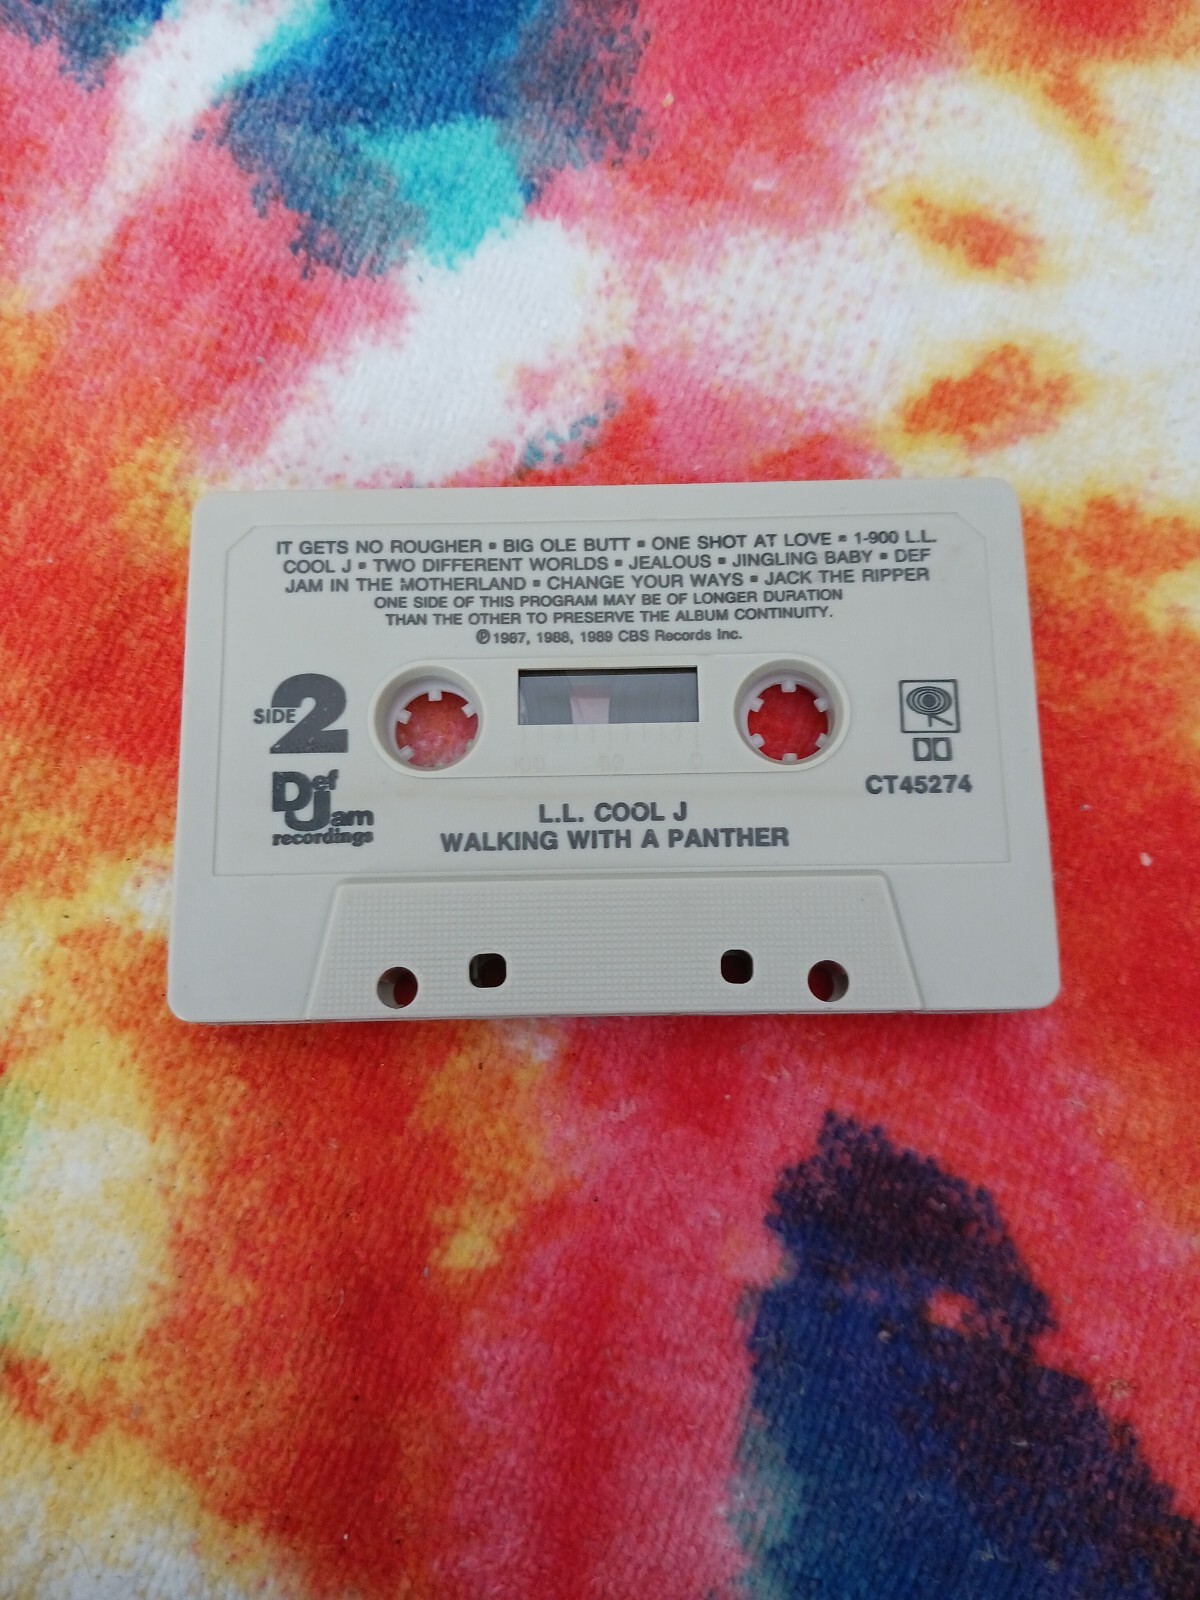 IT GETS NO ROUGHER ▪ BIG OLE BUTT ▪ ONE SHOT AT LOVE ▪ 1-900 L.L.
COOL J ▪ TWO DIFFERENT WORLDS ▪ JEALOUS ▪ JINGLING BABY ▪ DEF
JAM IN THE MOTHERLAND ▪ CHANGE YOUR WAYS ▪ JACK THE RIPPER
ONE SIDE OF THIS PROGRAM MAY BE OF LONGER DURATION
THAN THE OTHER TO PRESERVE THE ALBUM CONTINUITY.
℗ 1987, 1988, 1989 CBS Records Inc.
SIDE 2
100 50 0
Def
Jam
recordings
CT45274
L.L. COOL J
WALKING WITH A PANTHER